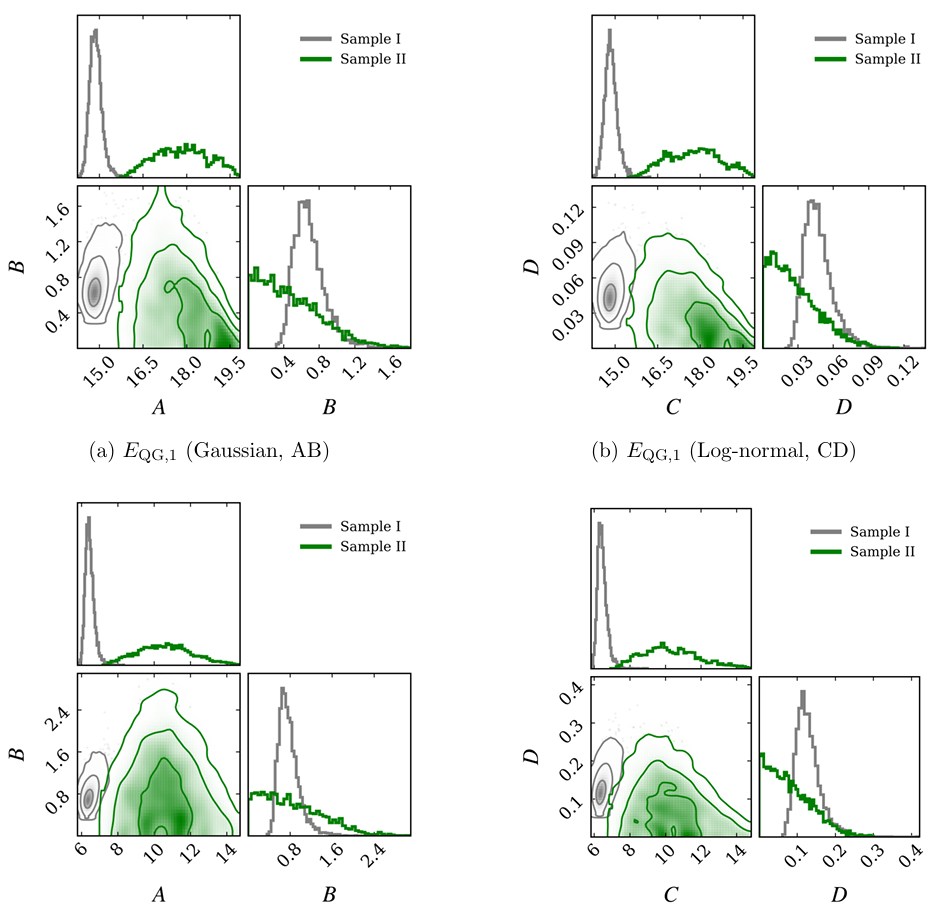 Sample I
Sample II
Sample I
Sample II
B
1.6
1.2
0.8
0.4
15.0 16.5 18.0 19.5
A
0.4 0.8 1.2 1.6
B
D
0.12
0.09
0.06
0.03
15.0 16.5 18.0 19.5
C
0.03 0.06 0.09 0.12
D
(a) E_QG,1 (Gaussian, AB)
(b) E_QG,1 (Log-normal, CD)
Sample I
Sample II
Sample I
Sample II
B
2.4
1.6
0.8
6 8 10 12 14
A
0.8 1.6 2.4
B
D
0.4
0.3
0.2
0.1
6 8 10 12 14
C
0.1 0.2 0.3 0.4
D